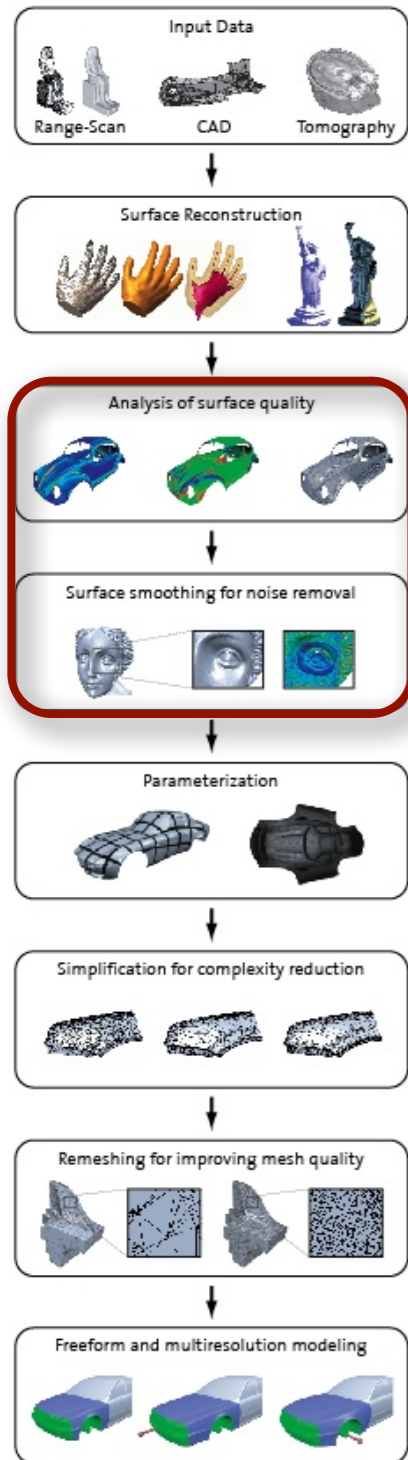 Input Data
Range-Scan CAD Tomography
Surface Reconstruction
Analysis of surface quality
Surface smoothing for noise removal
Parameterization
Simplification for complexity reduction
Remeshing for improving mesh quality
Freeform and multiresolution modeling